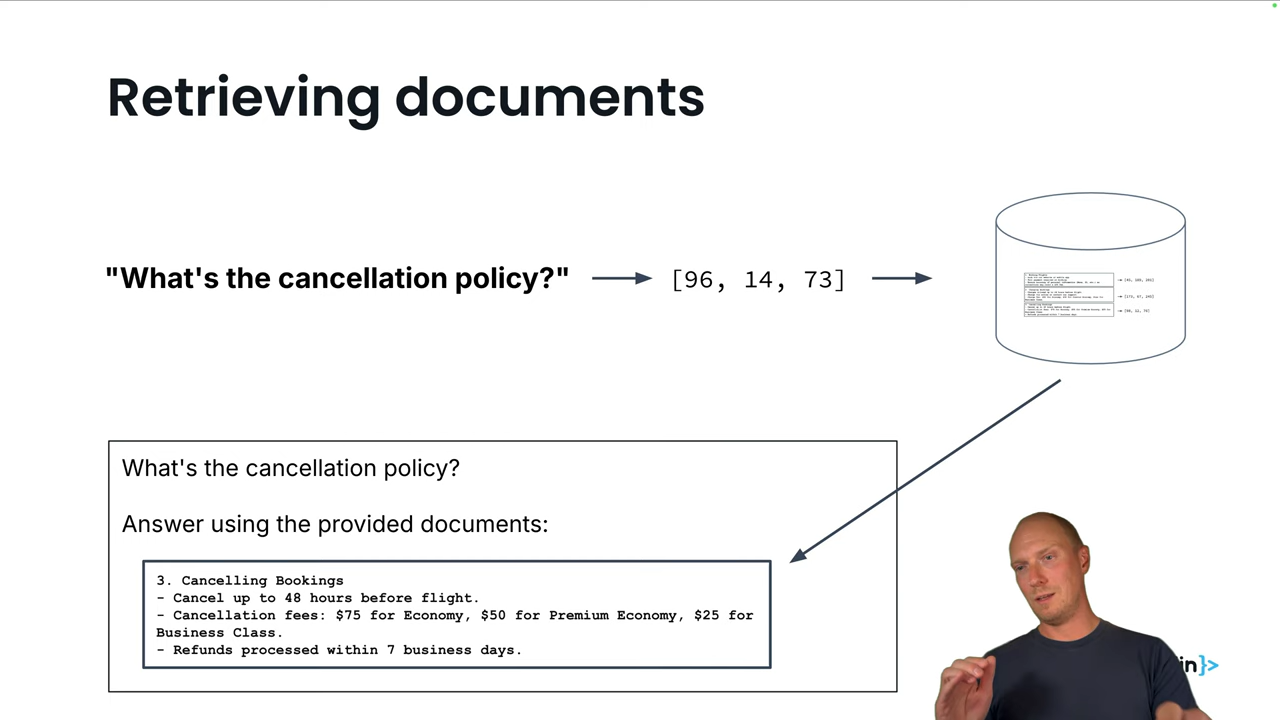 Retrieving documents
"What's the cancellation policy?"
[96, 14, 73]
What's the cancellation policy?
Answer using the provided documents:
3. Cancelling Bookings
- Cancel up to 48 hours before flight.
- Cancellation fees: $75 for Economy, $50 for Premium Economy, $25 for
Business Class.
- Refunds processed within 7 business days.
in}>